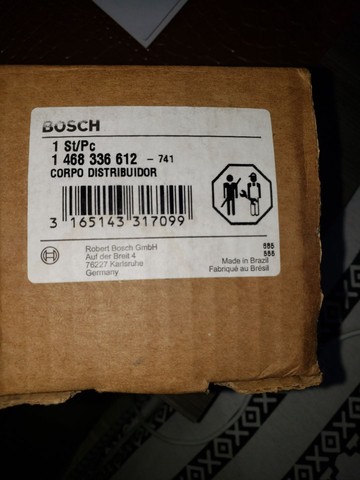 BOSCH
1 St/Pc
1 468 336 612 - 741
CORPO DISTRIBUIDOR
3 165143 317099
Robert Bosch GmbH
Auf der Breit 4
76227 Karlsruhe
Germany
Made in Brazil
Fabriqué au Brésil